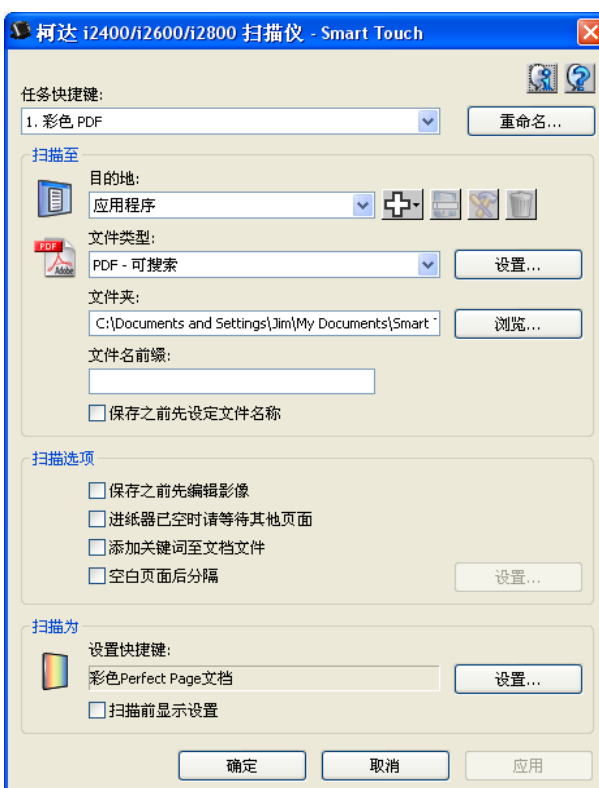 柯达 i2400/i2600/i2800 扫描仪 - Smart Touch
任务快捷键:
1. 彩色 PDF
重命名...
扫描至
目的地:
应用程序
文件类型:
PDF
Adobe
PDF - 可搜索
设置...
文件夹:
C:\Documents and Settings\Jim\My Documents\Smart
浏览...
文件名前缀:
保存之前先设定文件名称
扫描选项
保存之前先编辑影像
进纸器已空时请等待其他页面
添加关键词至文档文件
空白页面后分隔
设置...
扫描为
设置快捷键:
彩色Perfect Page文档
设置...
扫描前显示设置
确定
取消
应用